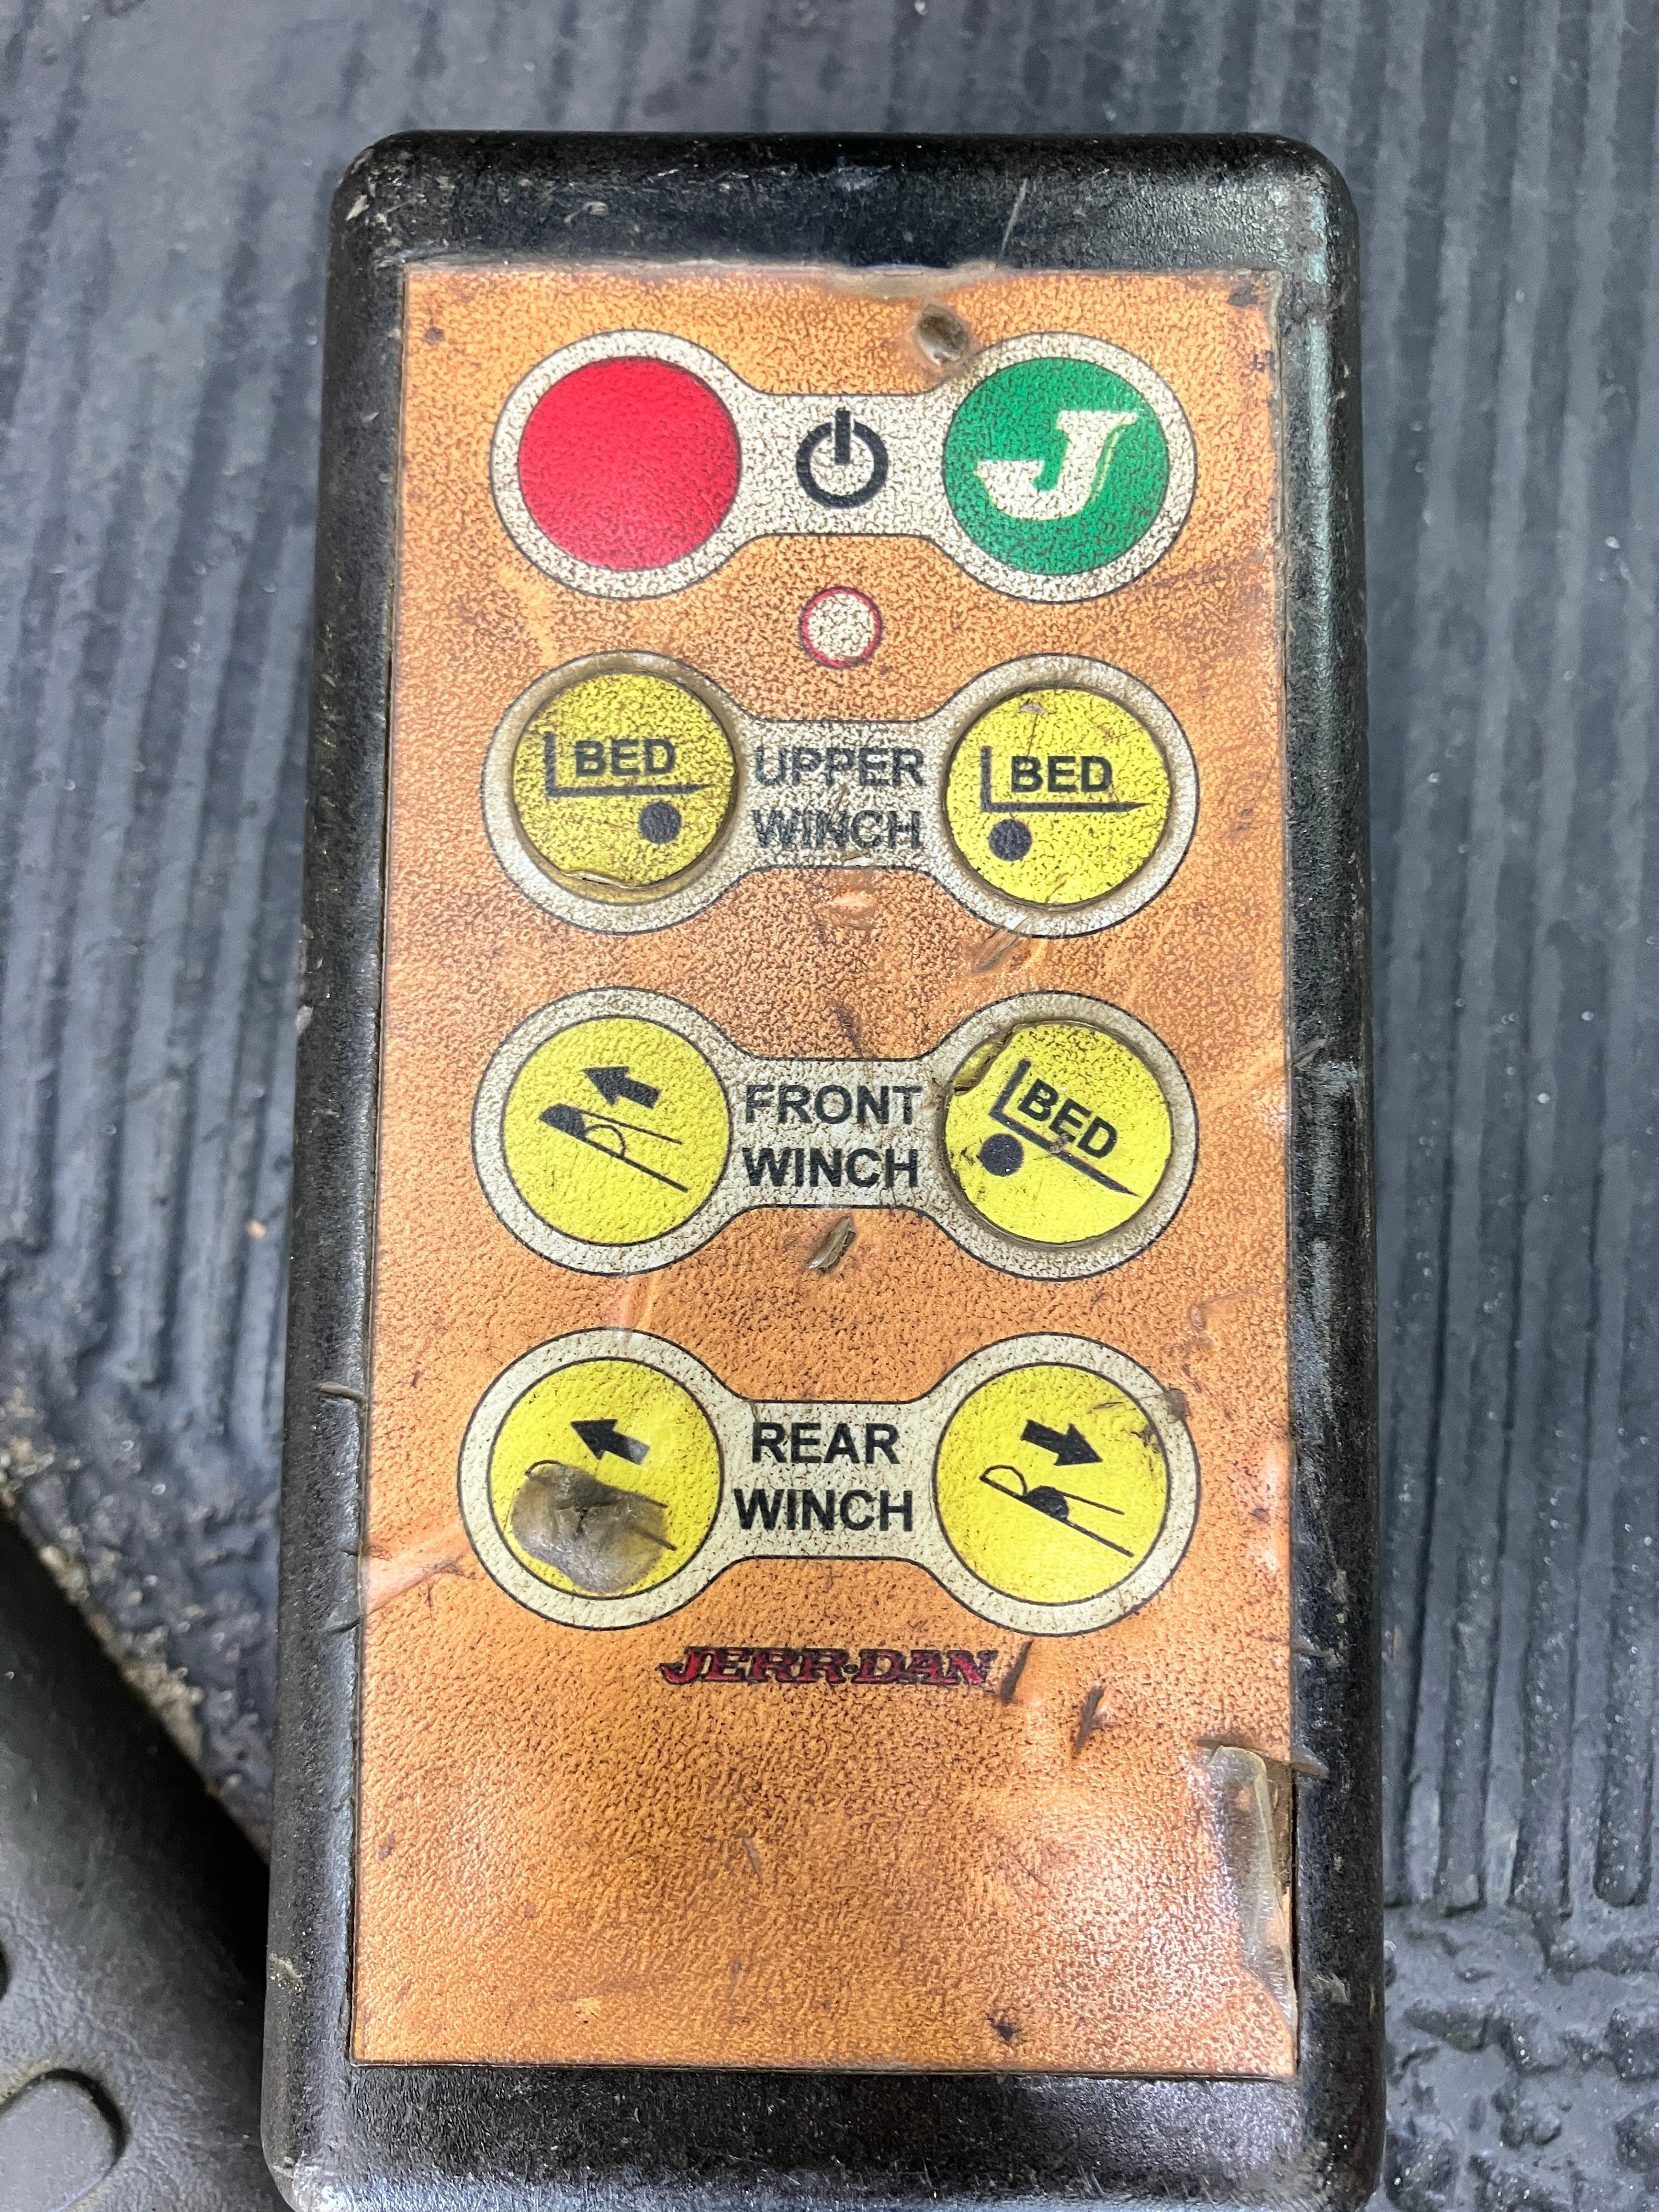 J
BED
UPPER
WINCH
BED
FRONT
WINCH
BED
REAR
WINCH
JERR-DAN